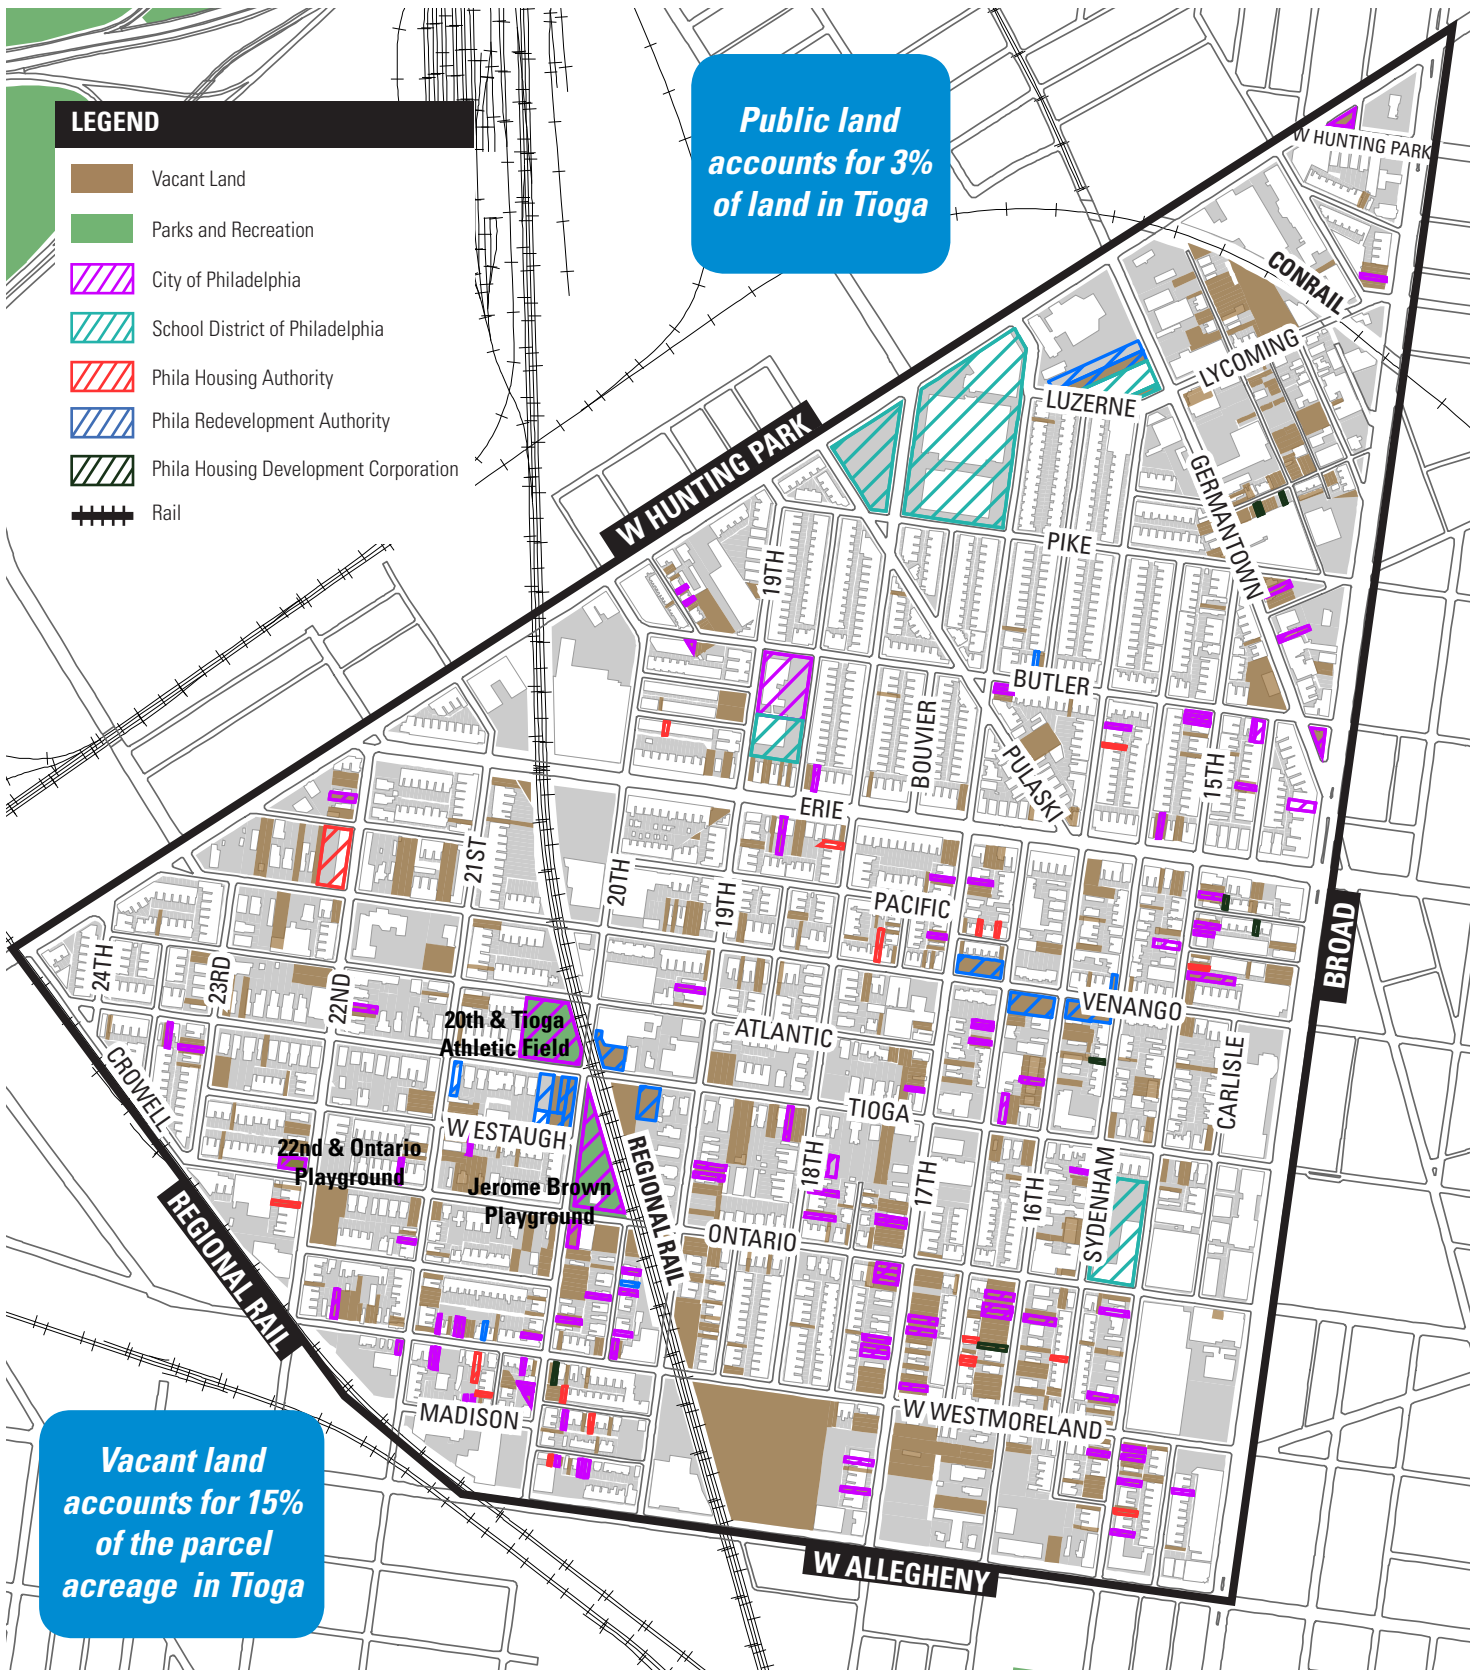 LEGEND
Vacant Land
Parks and Recreation
City of Philadelphia
School District of Philadelphia
Phila Housing Authority
Phila Redevelopment Authority
Phila Housing Development Corporation
Rail
Public land
accounts for 3%
of land in Tioga
W HUNTING PARK
CONRAIL
LYCOMING
LUZERNE
W HUNTING PARK
GERMANTOWN
PIKE
19TH
BUTLER
BOUVIER
PULASKI
15TH
ERIE
21ST
20TH
19TH
PACIFIC
BROAD
24TH
23RD
22ND
VENANGO
20th & Tioga
Athletic Field
ATLANTIC
CROWELL
CARLISLE
TIOGA
W ESTAUGH
22nd & Ontario
Playground
REGIONAL RAIL
18TH
17TH
16TH
SYDENHAM
Jerome Brown
Playground
ONTARIO
REGIONAL RAIL
MADISON
W WESTMORELAND
Vacant land
accounts for 15%
of the parcel
acreage in Tioga
W ALLEGHENY